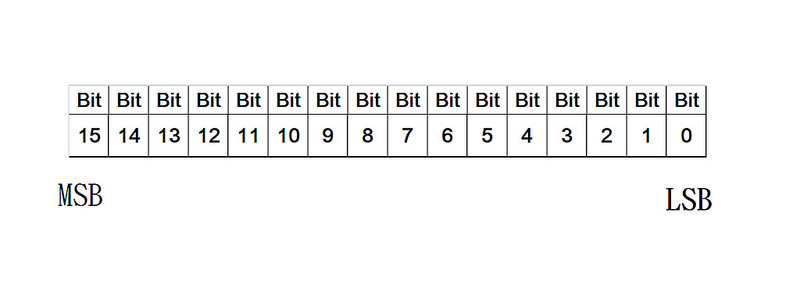 Bit Bit Bit Bit Bit Bit Bit Bit Bit Bit Bit Bit Bit Bit Bit Bit
15 14 13 12 11 10 9 8 7 6 5 4 3 2 1 0
MSB LSB